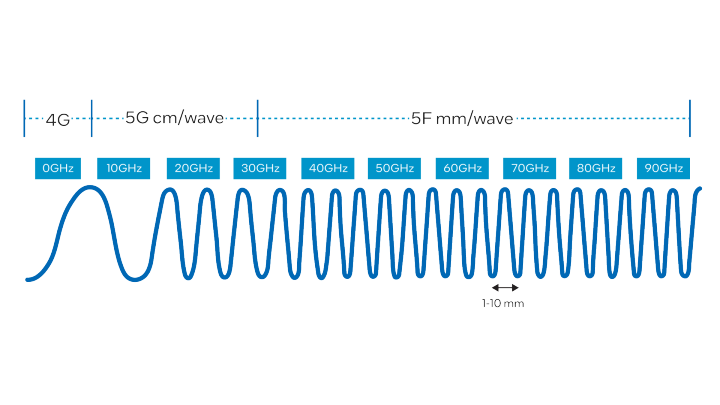 4G
5G cm/wave
5F mm/wave
0GHz
10GHz
20GHz
30GHz
40GHz
50GHz
60GHz
70GHz
80GHz
90GHz
1-10 mm